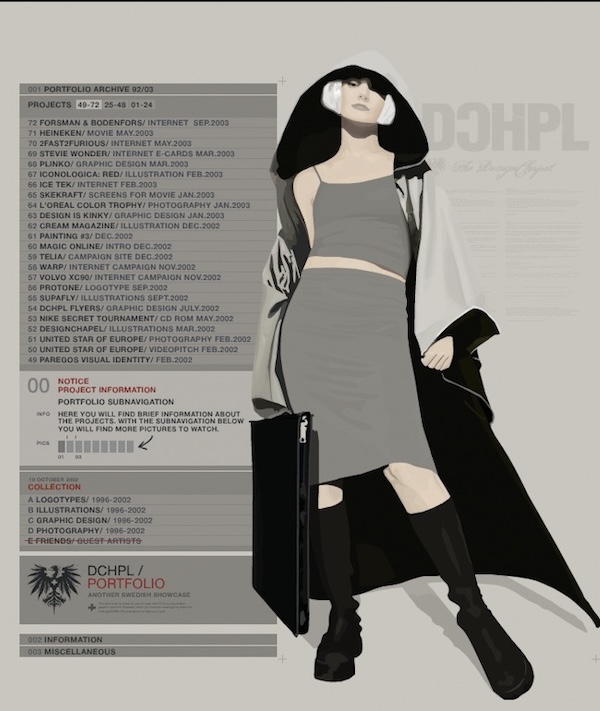 001 PORTFOLIO ARCHIVE 92/03
PROJECTS 49-72 25-48 01-24
72 FORSMAN & BODENFORS/ INTERNET SEP.2003
71 HEINEKEN/ MOVIE MAY.2003
70 2FAST2FURIOUS/ INTERNET MAY.2003
69 STEVIE WONDER/ INTERNET E-CARDS MAR.2003
68 PLINKO/ GRAPHIC DESIGN MAR.2003
67 ICONOLOGICA: RED/ ILLUSTRATION FEB.2003
66 ICE TEK/ INTERNET FEB.2003
65 SKEKRAFT/ SCREENS FOR MOVIE JAN.2003
64 L'OREAL COLOR TROPHY/ PHOTOGRAPHY JAN.2003
63 DESIGN IS KINKY/ GRAPHIC DESIGN JAN.2003
62 CREAM MAGAZINE/ ILLUSTRATION DEC.2002
61 PAINTING #3/ DEC.2002
60 MAGIC ONLINE/ INTRO DEC.2002
59 TELIA/ CAMPAIGN SITE DEC.2002
58 WARP/ INTERNET CAMPAIGN NOV.2002
57 VOLVO XC90/ INTERNET CAMPAIGN NOV.2002
56 PROTONE/ LOGOTYPE SEP.2002
55 SUPAFLY/ ILLUSTRATIONS SEPT.2002
54 DCHPL FLYERS/ GRAPHIC DESIGN JULY.2002
53 NIKE SECRET TOURNAMENT/ CD ROM MAY.2002
52 DESIGNCHAPEL/ ILLUSTRATIONS MAR.2002
51 UNITED STAR OF EUROPE/ PHOTOGRAPHY FEB.2002
50 UNITED STAR OF EUROPE/ VIDEOPITCH FEB.2002
49 PAREGOS VISUAL IDENTITY/ FEB.2002
00 NOTICE
PROJECT INFORMATION
PORTFOLIO SUBNAVIGATION
INFO HERE YOU WILL FIND BRIEF INFORMATION ABOUT
THE PROJECTS. WITH THE SUBNAVIGATION BELOW
YOU WILL FIND MORE PICTURES TO WATCH.
PICS
01 03
10 OCTOBER 2002
COLLECTION
A LOGOTYPES/ 1996-2002
B ILLUSTRATIONS/ 1996-2002
C GRAPHIC DESIGN/ 1996-2002
D PHOTOGRAPHY/ 1996-2002
E FRIENDS/ GUEST ARTISTS
DCHPL /
PORTFOLIO
ANOTHER SWEDISH SHOWCASE
002 INFORMATION
003 MISCELLANEOUS
DCHPL